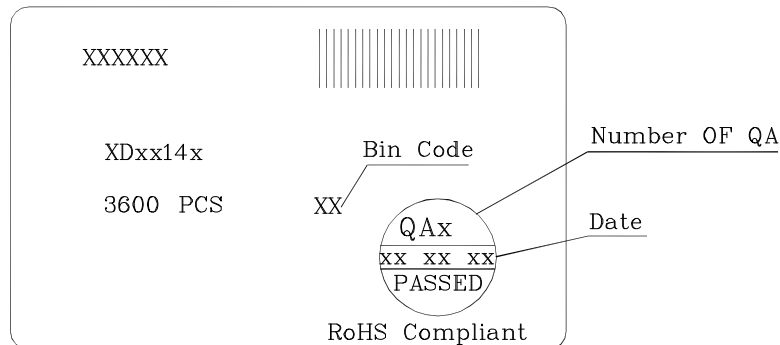 XXXXXX
XDxx14x
Bin Code
Number OF QA
3600 PCS
XX
QAx
Date
xx xx xx
PASSED
RoHS Compliant